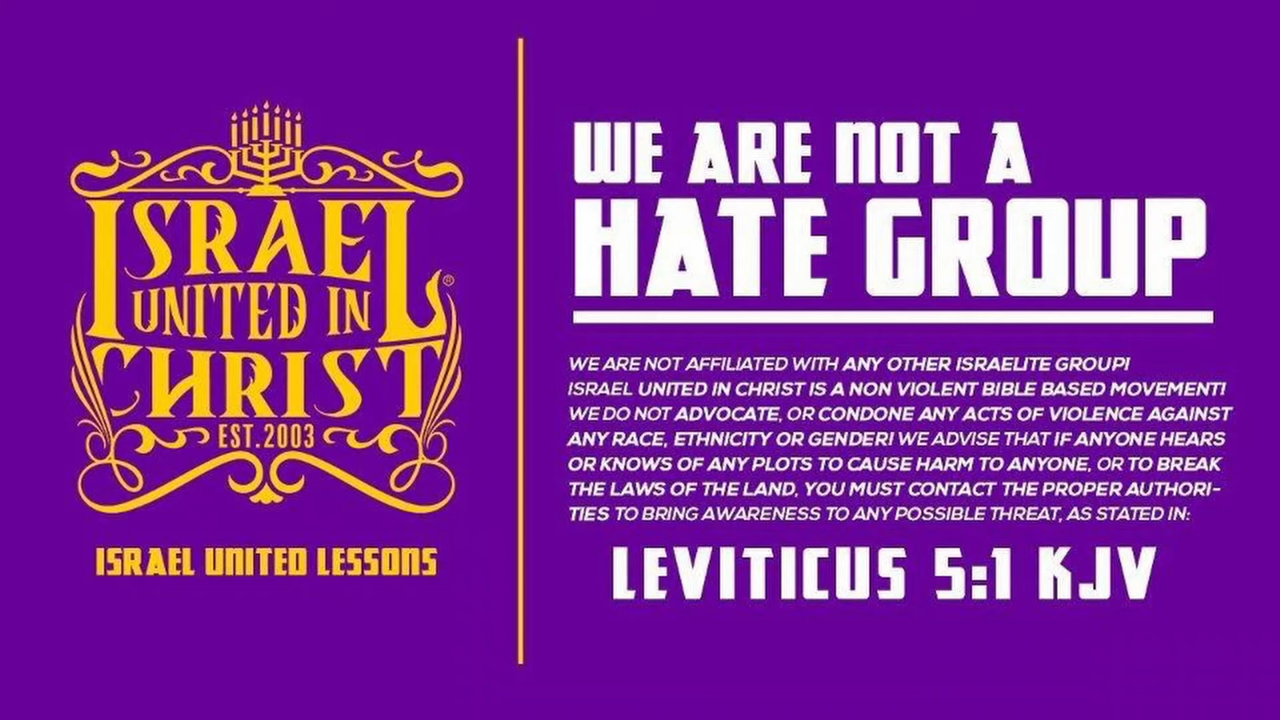 ISRAEL
UNITED IN
CHRIST
EST.2003
ISRAEL UNITED LESSONS
WE ARE NOT A
HATE GROUP
WE ARE NOT AFFILIATED WITH ANY OTHER ISRAELITE GROUP!
ISRAEL UNITED IN CHRIST IS A NON VIOLENT BIBLE BASED MOVEMENT!
WE DO NOT ADVOCATE, OR CONDONE ANY ACTS OF VIOLENCE AGAINST
ANY RACE, ETHNICITY OR GENDER! WE ADVISE THAT IF ANYONE HEARS
OR KNOWS OF ANY PLOTS TO CAUSE HARM TO ANYONE, OR TO BREAK
THE LAWS OF THE LAND, YOU MUST CONTACT THE PROPER AUTHORI-
TIES TO BRING AWARENESS TO ANY POSSIBLE THREAT, AS STATED IN:
LEVITICUS 5:1 KJV